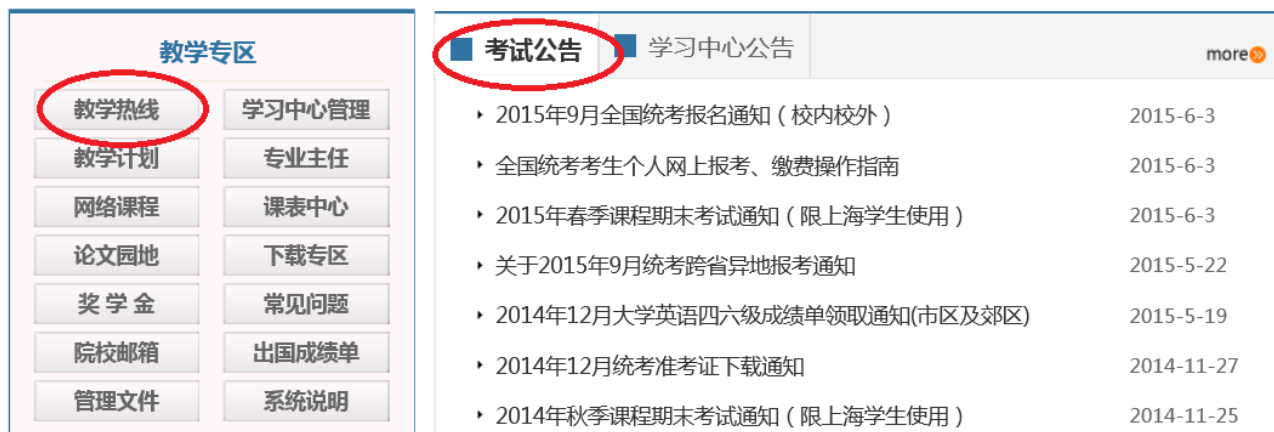 教学专区
教学热线 学习中心管理
教学计划 专业主任
网络课程 课表中心
论文园地 下载专区
奖 学 金 常见问题
院校邮箱 出国成绩单
管理文件 系统说明
考试公告 学习中心公告 more
2015年9月全国统考报名通知（校内校外） 2015-6-3
全国统考考生个人网上报考、缴费操作指南 2015-6-3
2015年春季课程期末考试通知（限上海学生使用） 2015-6-3
关于2015年9月统考跨省异地报考通知 2015-5-22
2014年12月大学英语四六级成绩单领取通知(市区及郊区) 2015-5-19
2014年12月统考准考证下载通知 2014-11-27
2014年秋季课程期末考试通知（限上海学生使用） 2014-11-25